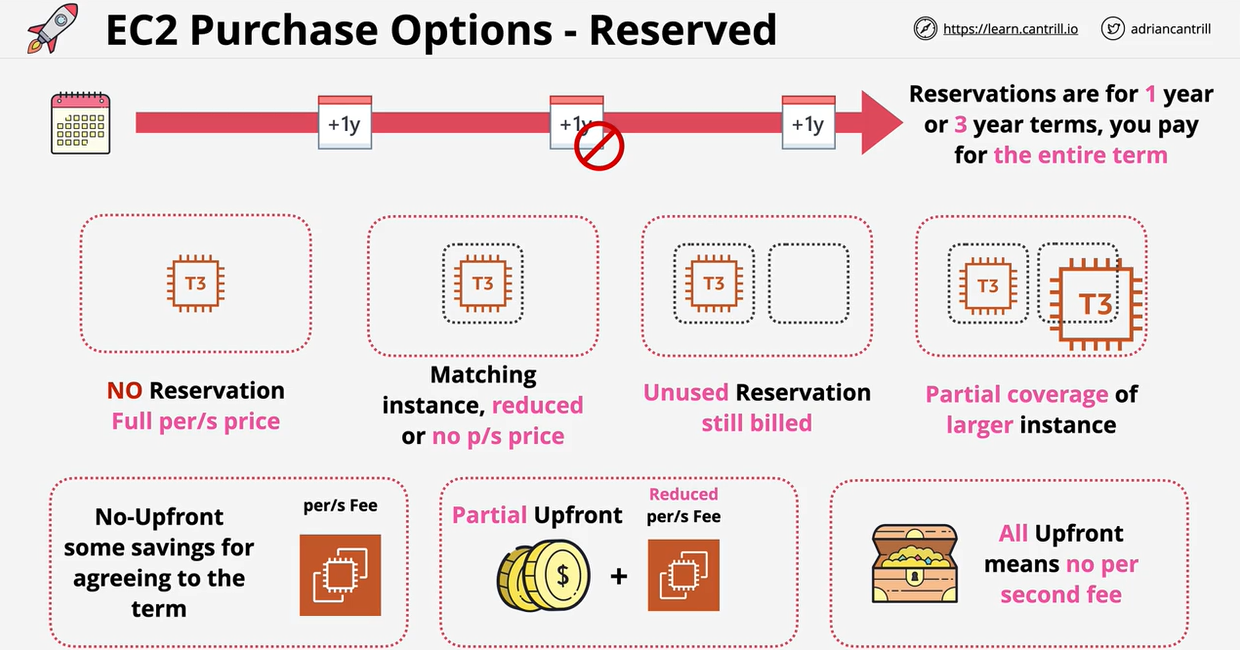 EC2 Purchase Options - Reserved
https://learn.cantrill.io
adriancantrill
+1y
+1y
+1y
Reservations are for 1 year
or 3 year terms, you pay
for the entire term
T3
T3
T3
T3
T3
NO Reservation
Full per/s price
Matching
instance, reduced
or no p/s price
Unused Reservation
still billed
Partial coverage of
larger instance
No-Upfront
some savings for
agreeing to the
term
per/s Fee
Partial Upfront
$
+
Reduced
per/s Fee
All Upfront
means no per
second fee